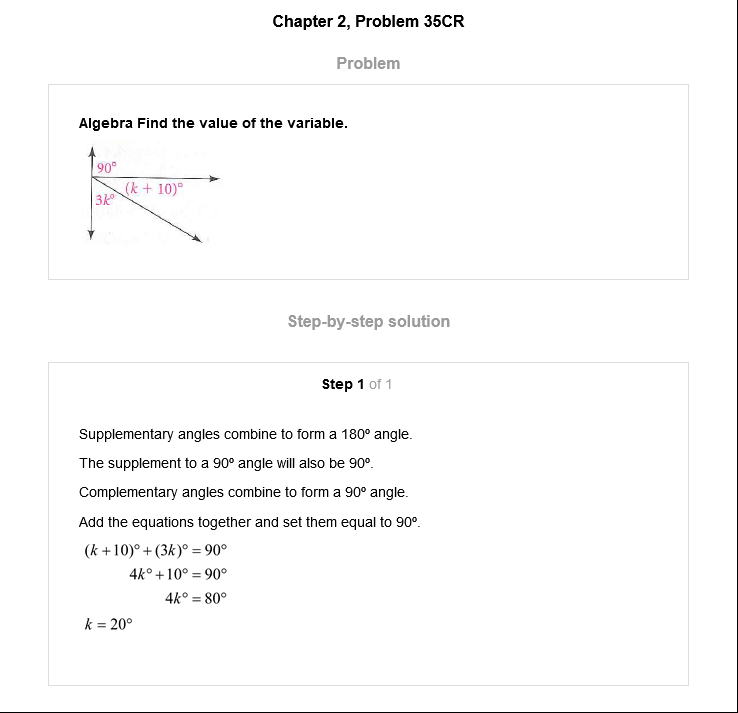 Chapter 2, Problem 35CR
Problem
Algebra Find the value of the variable.
90°
(k + 10)°
3k°
Step-by-step solution
Step 1 of 1
Supplementary angles combine to form a 180º angle.
The supplement to a 90º angle will also be 90º.
Complementary angles combine to form a 90º angle.
Add the equations together and set them equal to 90º.
(k +10)° + (3k)° = 90°
4k° +10° = 90°
4k° = 80°
k = 20°